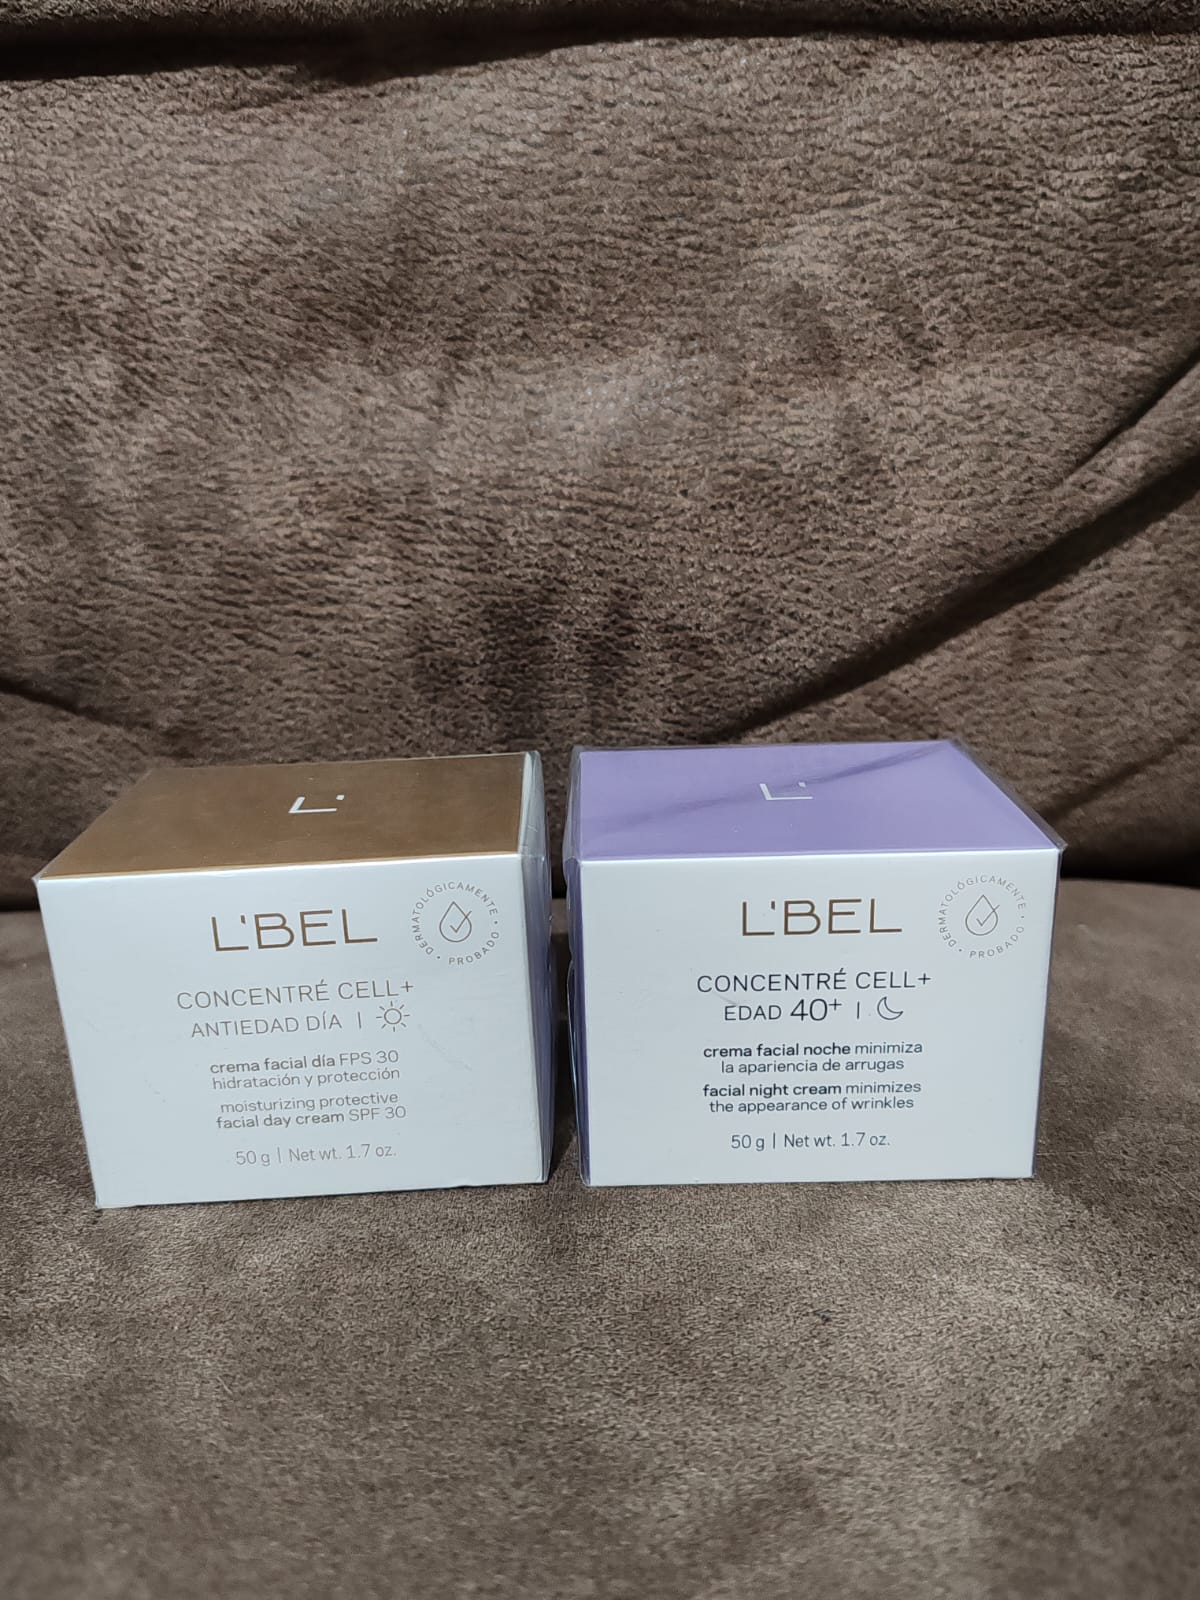 L'
L'BEL
DERMATOLÓGICAMENTE • PROBADO •
CONCENTRÉ CELL+
ANTIEDAD DÍA |
crema facial día FPS 30
hidratación y protección
moisturizing protective
facial day cream SPF 30
50 g | Net wt. 1.7 oz.
L'
L'BEL
DERMATOLÓGICAMENTE • PROBADO •
CONCENTRÉ CELL+
EDAD 40+ |
crema facial noche minimiza
la apariencia de arrugas
facial night cream minimizes
the appearance of wrinkles
50 g | Net wt. 1.7 oz.